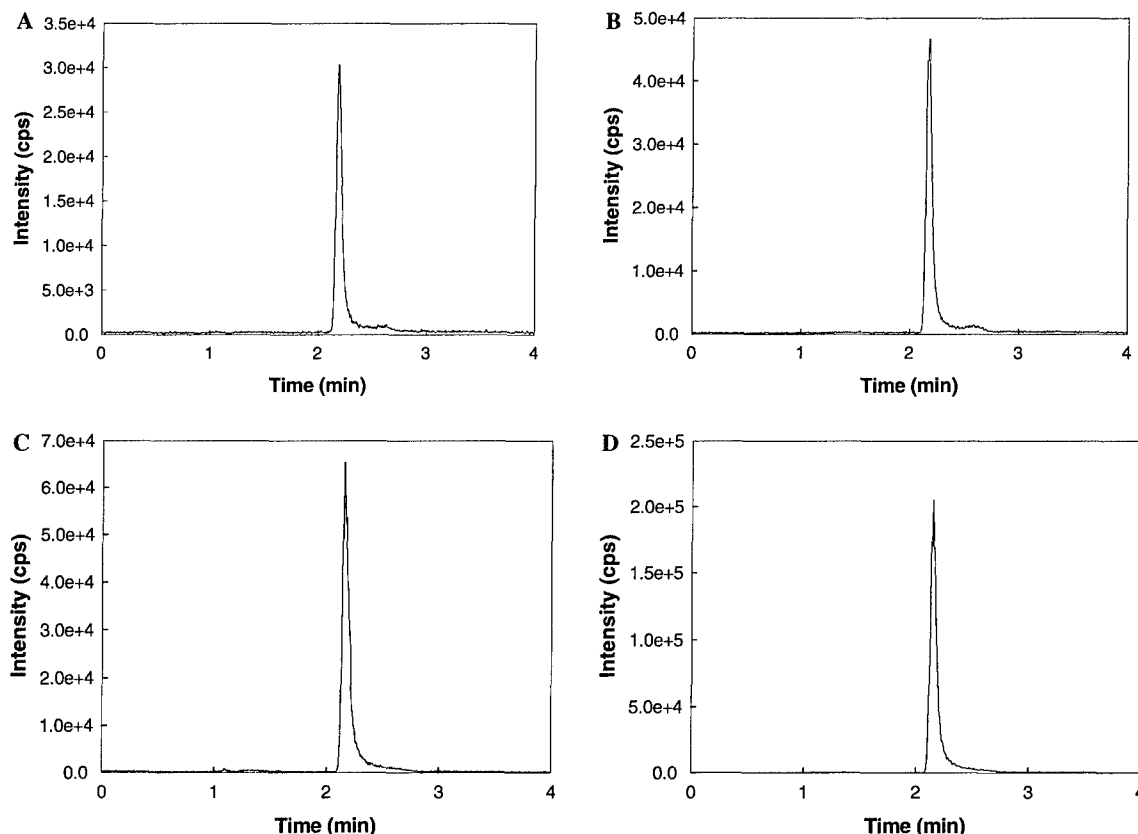 A
Intensity (cps)
3.5e+4
3.0e+4
2.5e+4
2.0e+4
1.5e+4
1.0e+4
5.0e+3
0.0
0 1 2 3 4
Time (min)
B
Intensity (cps)
5.0e+4
4.0e+4
3.0e+4
2.0e+4
1.0e+4
0.0
0 1 2 3 4
Time (min)
C
Intensity (cps)
7.0e+4
6.0e+4
5.0e+4
4.0e+4
3.0e+4
2.0e+4
1.0e+4
0.0
0 1 2 3 4
Time (min)
D
Intensity (cps)
2.5e+5
2.0e+5
1.5e+5
1.0e+5
5.0e+4
0.0
0 1 2 3 4
Time (min)